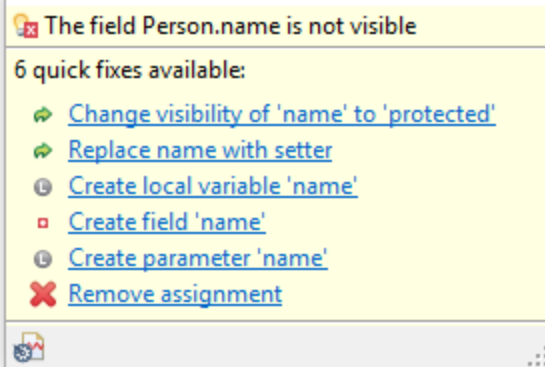 The field Person.name is not visible
6 quick fixes available:
Change visibility of 'name' to 'protected'
Replace name with setter
Create local variable 'name'
Create field 'name'
Create parameter 'name'
Remove assignment